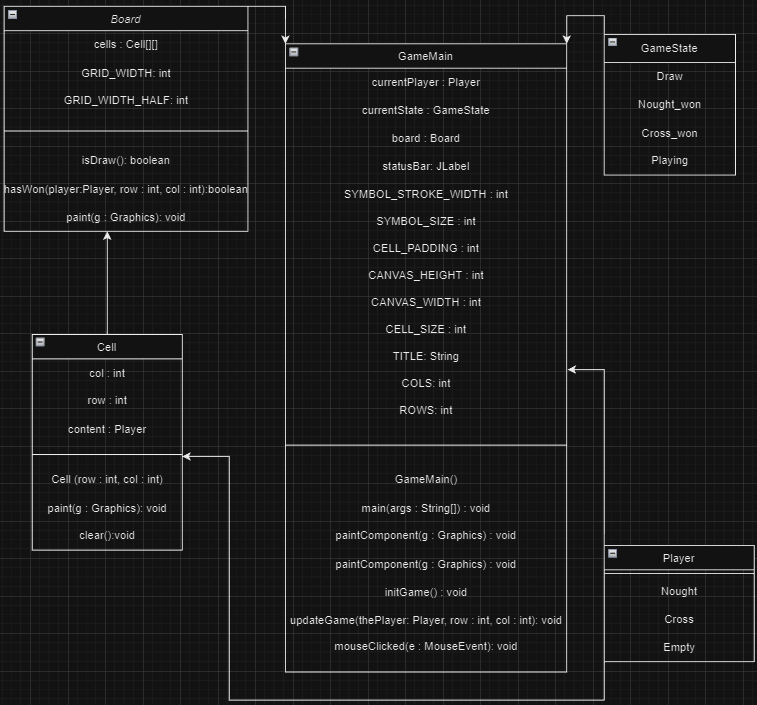 Board
cells : Cell[][]
GRID_WIDTH: int
GRID_WIDTH_HALF: int
isDraw(): boolean
hasWon(player:Player, row : int, col : int):boolean
paint(g : Graphics): void
Cell
col : int
row : int
content : Player
Cell (row : int, col : int)
paint(g : Graphics): void
clear():void
GameMain
currentPlayer : Player
currentState : GameState
board : Board
statusBar: JLabel
SYMBOL_STROKE_WIDTH : int
SYMBOL_SIZE : int
CELL_PADDING : int
CANVAS_HEIGHT : int
CANVAS_WIDTH : int
CELL_SIZE : int
TITLE: String
COLS: int
ROWS: int
GameMain()
main(args : String[]) : void
paintComponent(g : Graphics) : void
paintComponent(g : Graphics) : void
initGame() : void
updateGame(thePlayer: Player, row : int, col : int): void
mouseClicked(e : MouseEvent): void
GameState
Draw
Nought_won
Cross_won
Playing
Player
Nought
Cross
Empty